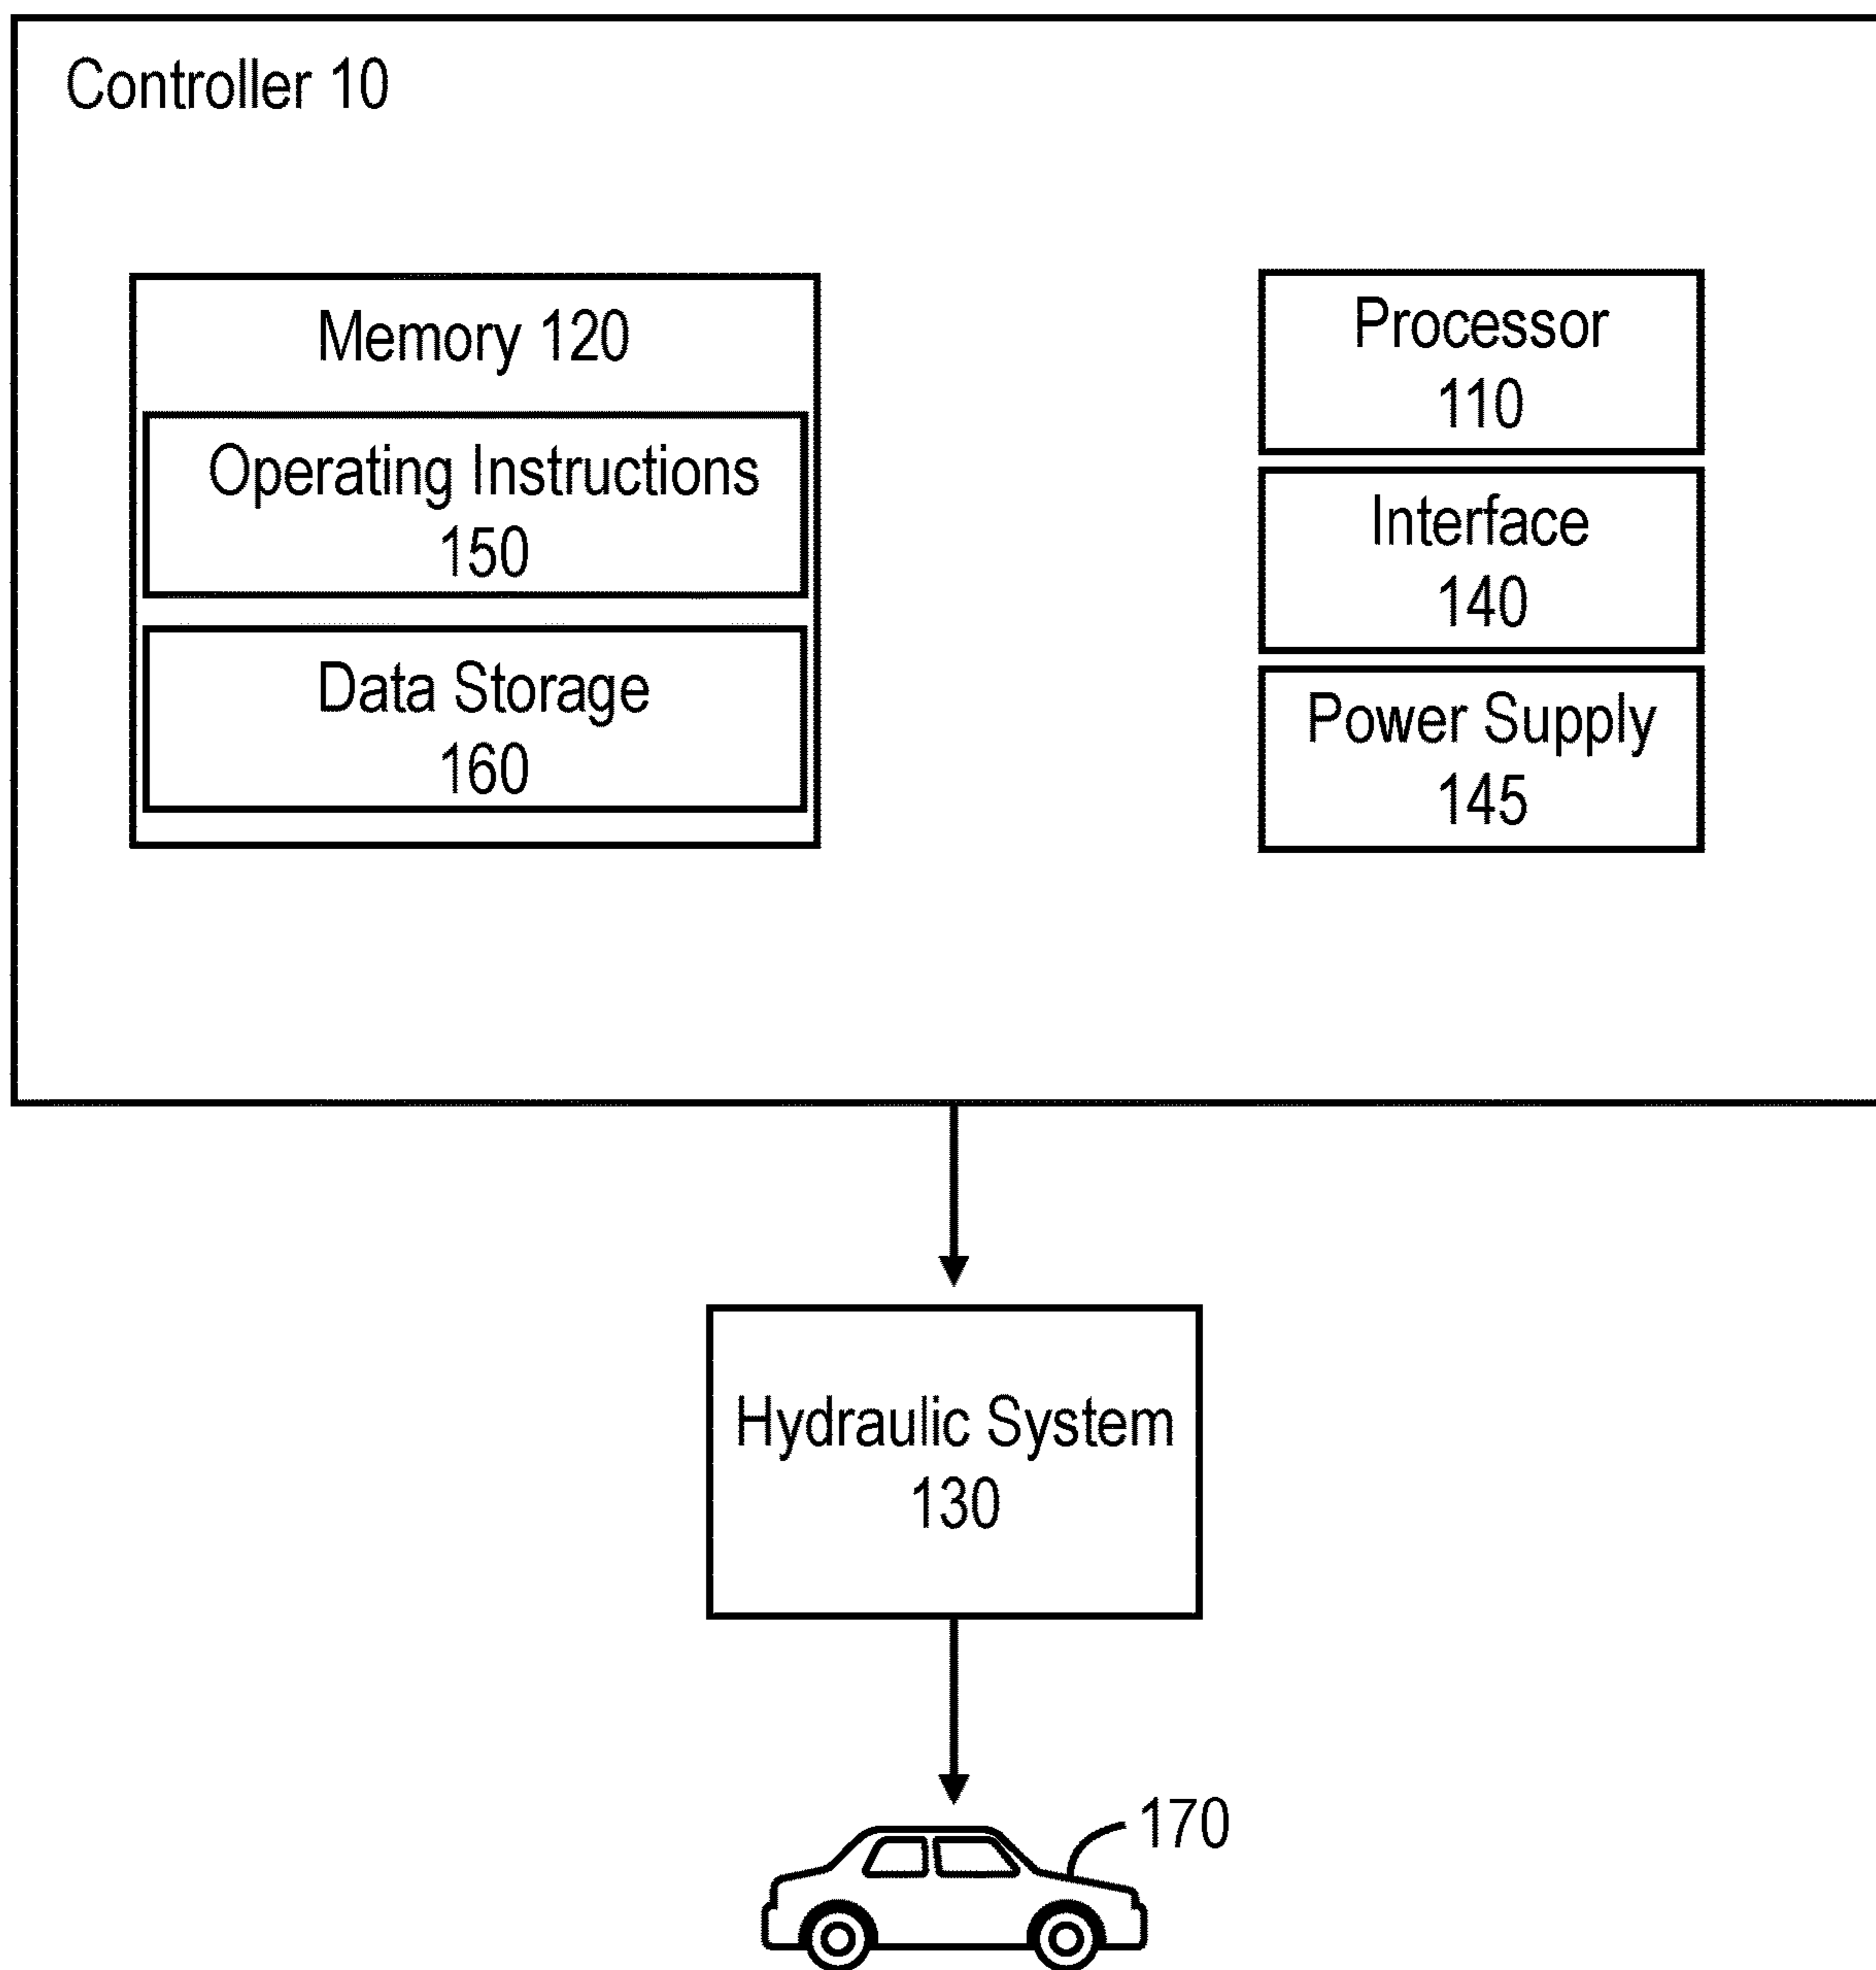 Controller 10
Memory 120
Operating Instructions
150
Data Storage
160
Processor
110
Interface
140
Power Supply
145
Hydraulic System
130
170